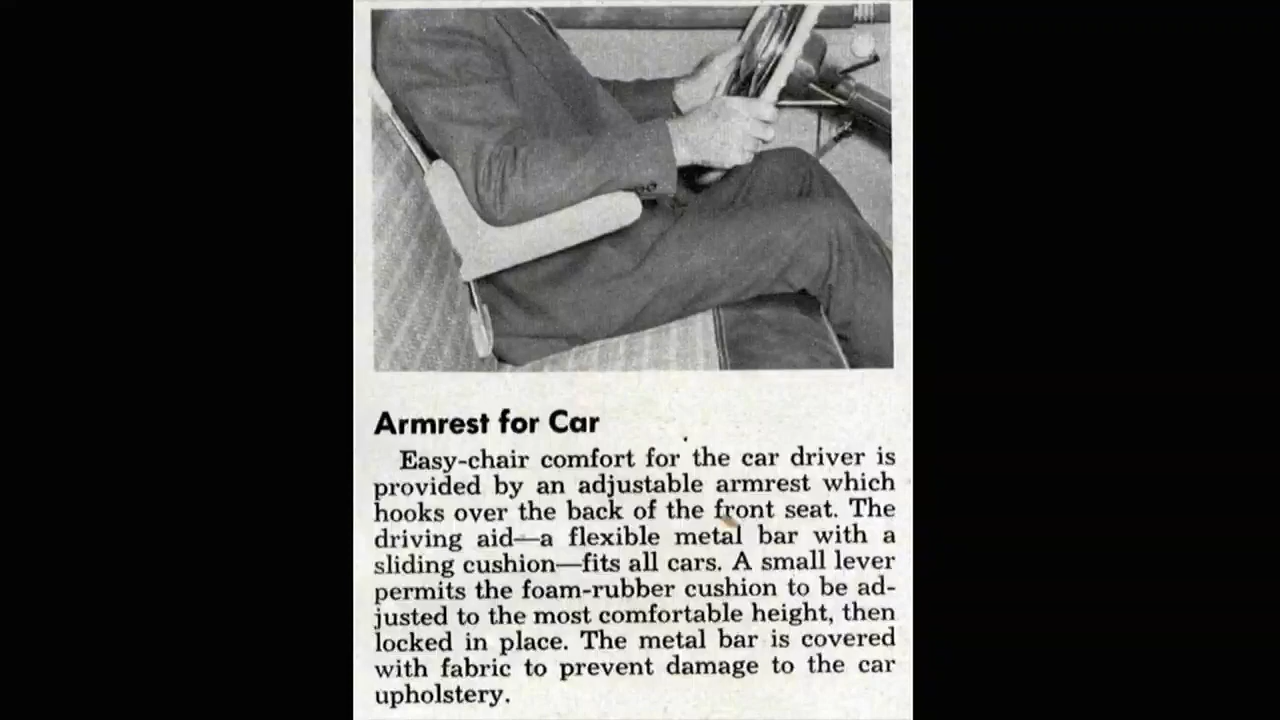 Armrest for Car
Easy-chair comfort for the car driver is
provided by an adjustable armrest which
hooks over the back of the front seat. The
driving aid—a flexible metal bar with a
sliding cushion—fits all cars. A small lever
permits the foam-rubber cushion to be ad-
justed to the most comfortable height, then
locked in place. The metal bar is covered
with fabric to prevent damage to the car
upholstery.